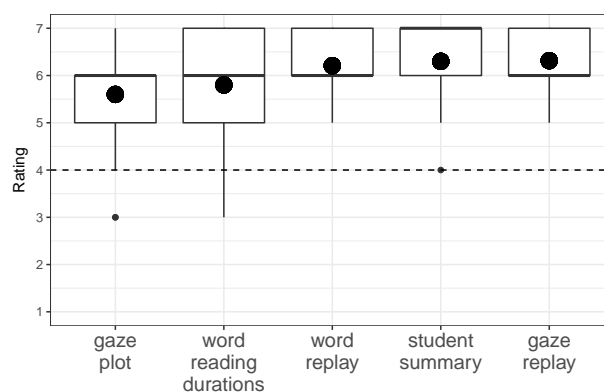 7
6
5
4
3
2
1
Rating
gaze plot
word reading durations
word replay
student summary
gaze replay